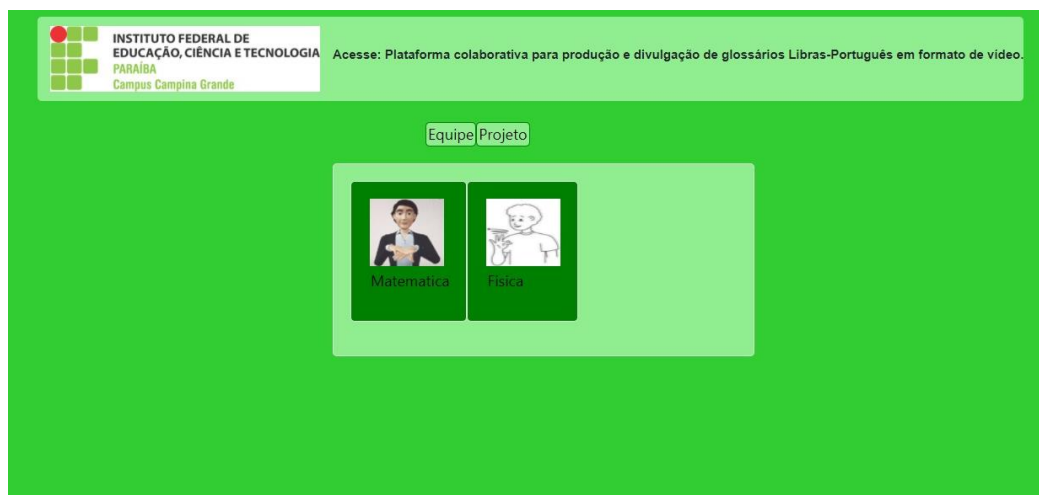 INSTITUTO FEDERAL DE
EDUCAÇÃO, CIÊNCIA E TECNOLOGIA
PARAÍBA
Campus Campina Grande
Acesse: Plataforma colaborativa para produção e divulgação de glossários Libras-Português em formato de vídeo.
Equipe Projeto
Matematica Fisica